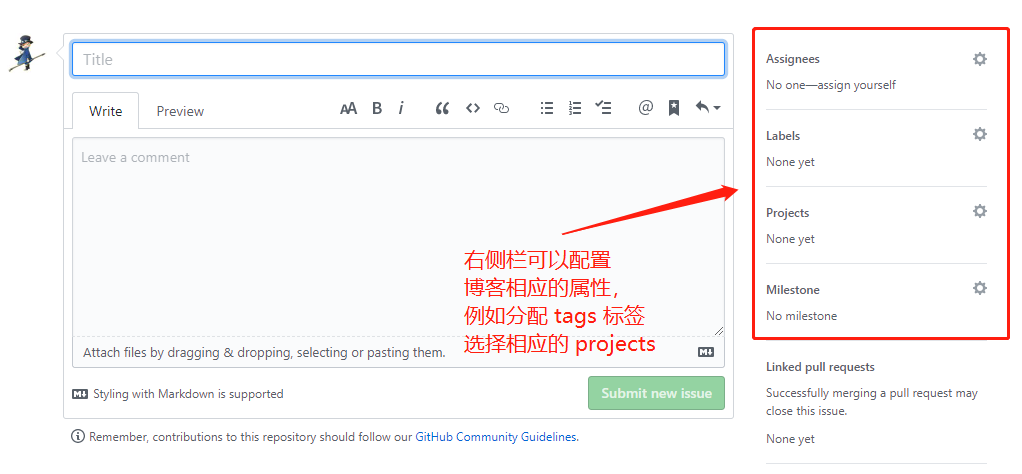 Title
Write
Preview
AA B i
Leave a comment
右侧栏可以配置
博客相应的属性，
例如分配 tags 标签
选择相应的 projects
Attach files by dragging & dropping, selecting or pasting them.
Styling with Markdown is supported
Submit new issue
Remember, contributions to this repository should follow our GitHub Community Guidelines.
Assignees
No one—assign yourself
Labels
None yet
Projects
None yet
Milestone
No milestone
Linked pull requests
Successfully merging a pull request may
close this issue.
None yet